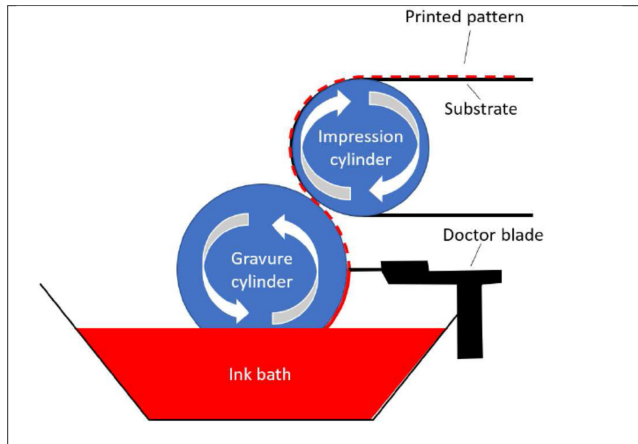 Printed pattern
Substrate
Impression
cylinder
Doctor blade
Gravure
cylinder
Ink bath